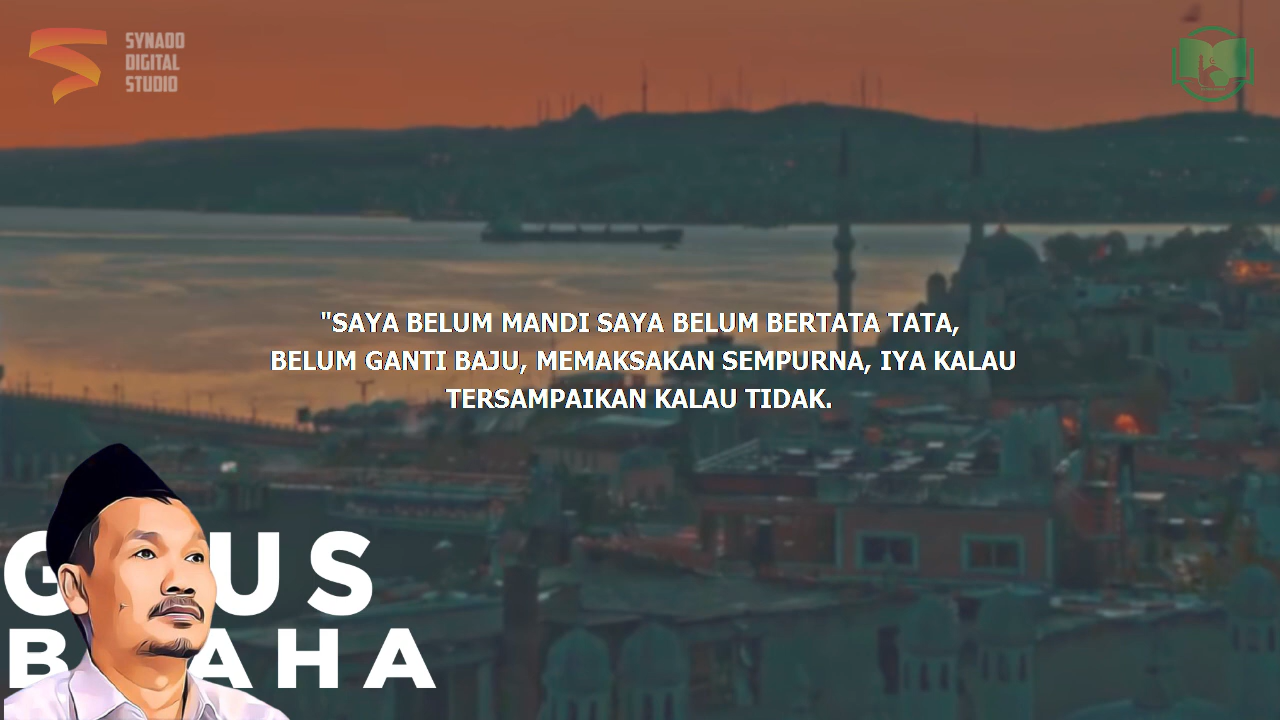 SYNADO
DIGITAL
STUDIO
"SAYA BELUM MANDI SAYA BELUM BERTATA TATA,
BELUM GANTI BAJU, MEMAKSAKAN SEMPURNA, IYA KALAU
TERSAMPAIKAN KALAU TIDAK.
GUS
BAHA